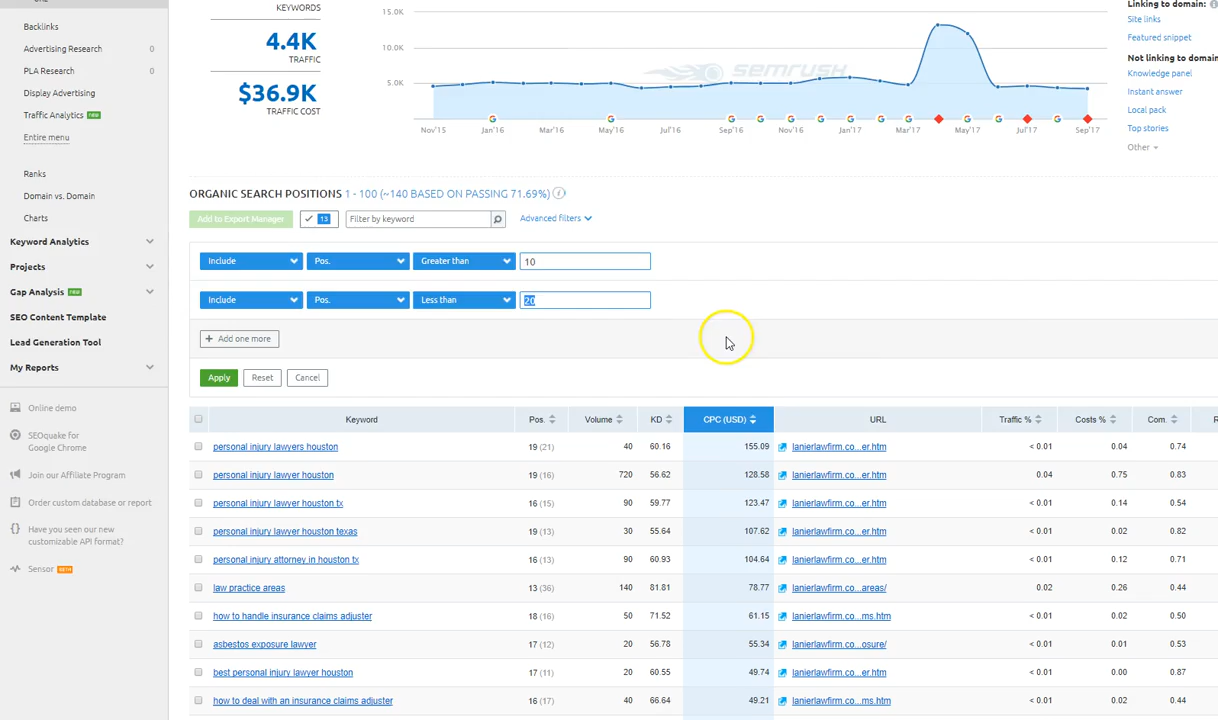 Backlinks
Advertising Research 0
PLA Research 0
Display Advertising
Traffic Analytics new
Entire menu
Ranks
Domain vs. Domain
Charts
Keyword Analytics
Projects
Gap Analysis new
SEO Content Template
Lead Generation Tool
My Reports
Online demo
SEOquake for
Google Chrome
Join our Affiliate Program
Order custom database or report
Have you seen our new
customizable API format?
Sensor BETA
KEYWORDS
4.4K
TRAFFIC
$36.9K
TRAFFIC COST
15.0K
10.0K
5.0K
semrush
Nov'15 Jan'16 Mar'16 May'16 Jul'16 Sep'16 Nov'16 Jan'17 Mar'17 May'17 Jul'17 Sep'17
Linking to domain:
Site links
Featured snippet
Not linking to domain
Knowledge panel
Instant answer
Local pack
Top stories
Other
ORGANIC SEARCH POSITIONS 1 - 100 (~140 BASED ON PASSING 71.69%) i
Add to Export Manager 13 Filter by keyword Advanced filters
Include Pos. Greater than 10
Include Pos. Less than 20
+ Add one more
Apply Reset Cancel
Keyword Pos. Volume KD CPC (USD) URL Traffic % Costs % Com. R
personal injury lawyers houston 19 (21) 40 60.16 155.09 lanierlawfirm.co...er.htm < 0.01 0.04 0.74
personal injury lawyer houston 19 (16) 720 56.62 128.58 lanierlawfirm.co...er.htm 0.04 0.75 0.83
personal injury lawyer houston tx 16 (15) 90 59.77 123.47 lanierlawfirm.co...er.htm < 0.01 0.14 0.54
personal injury lawyer houston texas 19 (13) 30 55.64 107.62 lanierlawfirm.co...er.htm < 0.01 0.02 0.82
personal injury attorney in houston tx 16 (13) 90 60.93 104.64 lanierlawfirm.co...er.htm < 0.01 0.12 0.71
law practice areas 13 (36) 140 81.81 78.77 lanierlawfirm.co...areas/ 0.02 0.26 0.44
how to handle insurance claims adjuster 18 (16) 50 71.52 61.15 lanierlawfirm.co...ms.htm < 0.01 0.02 0.50
asbestos exposure lawyer 17 (12) 20 56.78 55.34 lanierlawfirm.co...osure/ < 0.01 0.01 0.53
best personal injury lawyer houston 17 (11) 20 60.55 49.74 lanierlawfirm.co...er.htm < 0.01 0.00 0.87
how to deal with an insurance claims adjuster 16 (17) 40 66.64 49.21 lanierlawfirm.co...ms.htm < 0.01 0.02 0.44